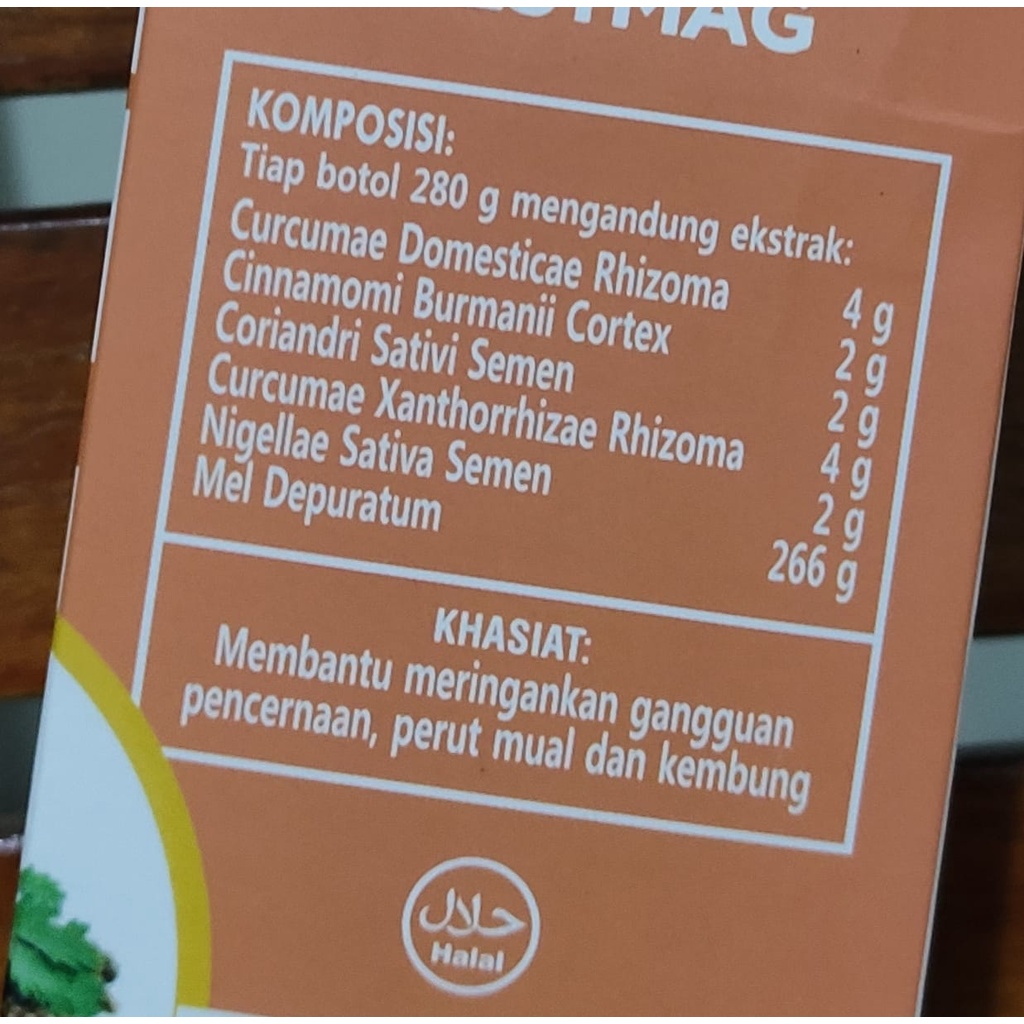 KOMPOSISI:
Tiap botol 280 g mengandung ekstrak:
Curcumae Domesticae Rhizoma 4 g
Cinnamomi Burmanii Cortex 2 g
Coriandri Sativi Semen 2 g
Curcumae Xanthorrhizae Rhizoma 4 g
Nigellae Sativa Semen 2 g
Mel Depuratum 266 g
KHASIAT:
Membantu meringankan gangguan
pencernaan, perut mual dan kembung
حلال
Halal